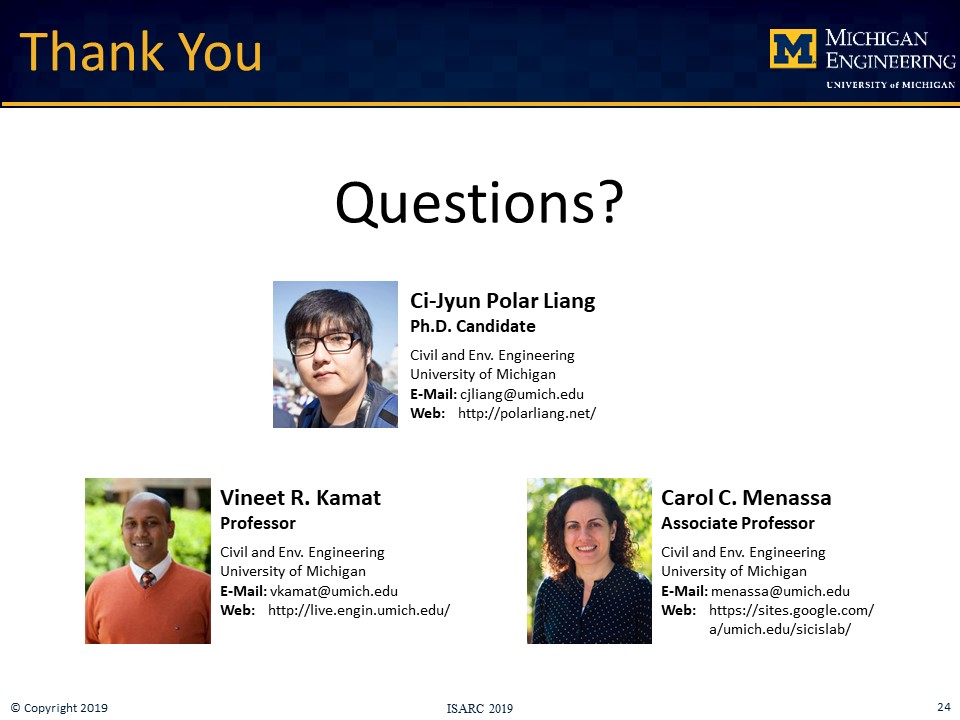 Thank You
MICHIGAN
ENGINEERING
UNIVERSITY of MICHIGAN
Questions?
Ci-Jyun Polar Liang
Ph.D. Candidate
Civil and Env. Engineering
University of Michigan
E-Mail: cjliang@umich.edu
Web: http://polarliang.net/
Vineet R. Kamat
Professor
Civil and Env. Engineering
University of Michigan
E-Mail: vkamat@umich.edu
Web: http://live.engin.umich.edu/
Carol C. Menassa
Associate Professor
Civil and Env. Engineering
University of Michigan
E-Mail: menassa@umich.edu
Web: https://sites.google.com/
a/umich.edu/sicislab/
© Copyright 2019
ISARC 2019
24